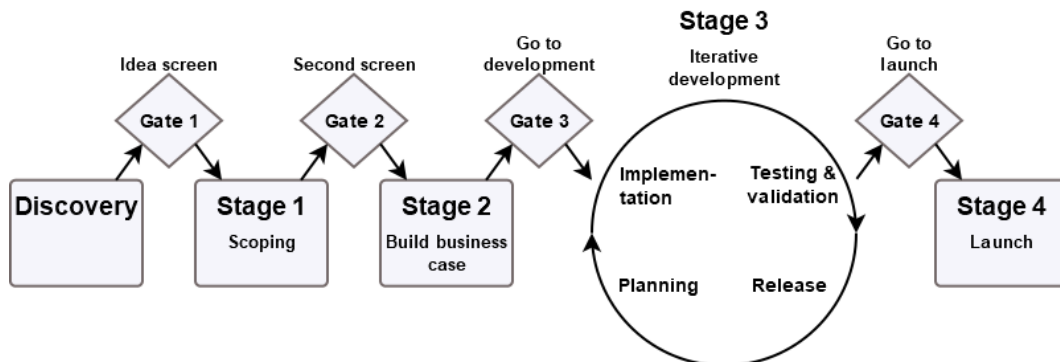 Stage 3
Idea screen
Second screen
Go to
development
Iterative
development
Go to
launch
Gate 1
Gate 2
Gate 3
Gate 4
Discovery
Stage 1
Scoping
Stage 2
Build business
case
Implemen-
tation
Testing &
validation
Planning
Release
Stage 4
Launch